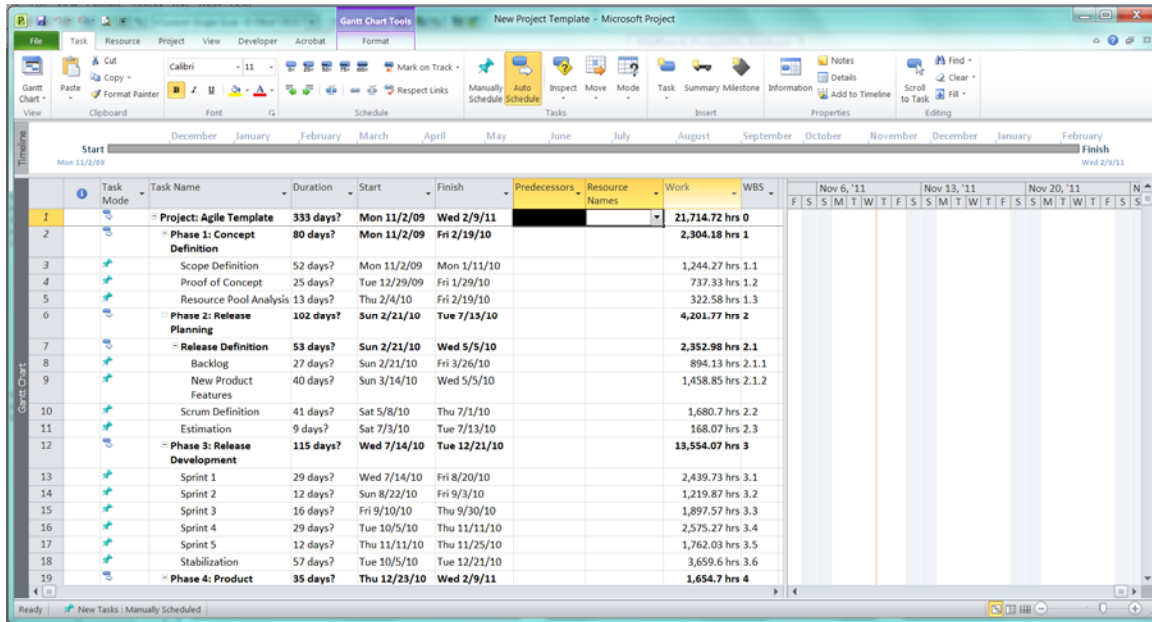 Gantt Chart Tools
New Project Template - Microsoft Project
File Task Resource Project View Developer Acrobat Format
Gantt Chart
Paste
Cut
Copy
Format Painter
Calibri 11
B I U
Mark on Track
Respect Links
Manually Schedule
Auto Schedule
Inspect
Move
Mode
Task
Summary
Milestone
Information
Notes
Details
Add to Timeline
Scroll to Task
Find
Clear
Fill
View Clipboard Font Schedule Tasks Insert Properties Editing
Timeline
December January February March April May June July August September October November December January February
Start Finish
Mon 11/2/09 Wed 2/9/11
Task Mode Task Name Duration Start Finish Predecessors Resource Names Work WBS
Nov 6, '11 Nov 13, '11 Nov 20, '11 N
F S S M T W T F S S M T W T F S S M T W T F S S
1 Project: Agile Template 333 days? Mon 11/2/09 Wed 2/9/11 21,714.72 hrs 0
2 Phase 1: Concept Definition 80 days? Mon 11/2/09 Fri 2/19/10 2,304.18 hrs 1
3 Scope Definition 52 days? Mon 11/2/09 Mon 1/11/10 1,244.27 hrs 1.1
4 Proof of Concept 25 days? Tue 12/29/09 Fri 1/29/10 737.33 hrs 1.2
5 Resource Pool Analysis 13 days? Thu 2/4/10 Fri 2/19/10 322.58 hrs 1.3
6 Phase 2: Release Planning 102 days? Sun 2/21/10 Tue 7/13/10 4,201.77 hrs 2
7 Release Definition 53 days? Sun 2/21/10 Wed 5/5/10 2,352.98 hrs 2.1
8 Backlog 27 days? Sun 2/21/10 Fri 3/26/10 894.13 hrs 2.1.1
9 New Product Features 40 days? Sun 3/14/10 Wed 5/5/10 1,458.85 hrs 2.1.2
10 Scrum Definition 41 days? Sat 5/8/10 Thu 7/1/10 1,680.7 hrs 2.2
11 Estimation 9 days? Sat 7/3/10 Tue 7/13/10 168.07 hrs 2.3
12 Phase 3: Release Development 115 days? Wed 7/14/10 Tue 12/21/10 13,554.07 hrs 3
13 Sprint 1 29 days? Wed 7/14/10 Fri 8/20/10 2,439.73 hrs 3.1
14 Sprint 2 12 days? Sun 8/22/10 Fri 9/3/10 1,219.87 hrs 3.2
15 Sprint 3 16 days? Fri 9/10/10 Thu 9/30/10 1,897.57 hrs 3.3
16 Sprint 4 29 days? Tue 10/5/10 Thu 11/11/10 2,575.27 hrs 3.4
17 Sprint 5 12 days? Thu 11/11/10 Thu 11/25/10 1,762.03 hrs 3.5
18 Stabilization 57 days? Tue 10/5/10 Tue 12/21/10 3,659.6 hrs 3.6
19 Phase 4: Product 35 days? Thu 12/23/10 Wed 2/9/11 1,654.7 hrs 4
Gantt Chart
Ready New Tasks : Manually Scheduled